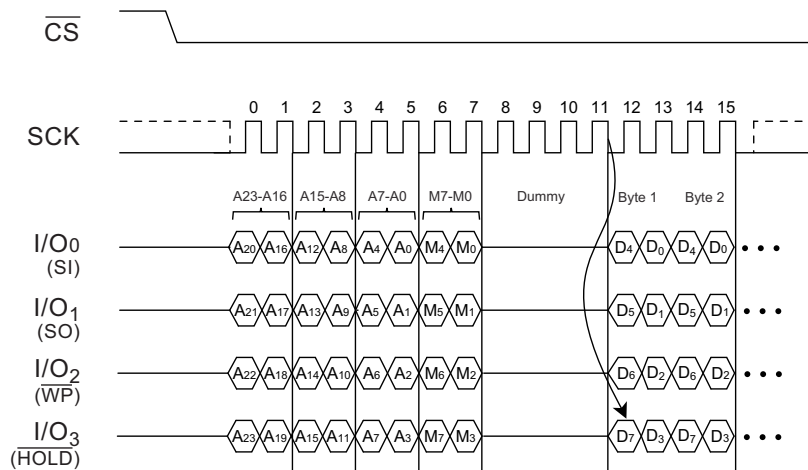 CS
0 1 2 3 4 5 6 7 8 9 10 11 12 13 14 15
SCK
A23-A16 A15-A8 A7-A0 M7-M0 Dummy Byte 1 Byte 2
I/O0 A20 A16 A12 A8 A4 A0 M4 M0 D4 D0 D4 D0 • • •
(SI)
I/O1 A21 A17 A13 A9 A5 A1 M5 M1 D5 D1 D5 D1 • • •
(SO)
I/O2 A22 A18 A14 A10 A6 A2 M6 M2 D6 D2 D6 D2 • • •
(WP)
I/O3 A23 A19 A15 A11 A7 A3 M7 M3 D7 D3 D7 D3 • • •
(HOLD)